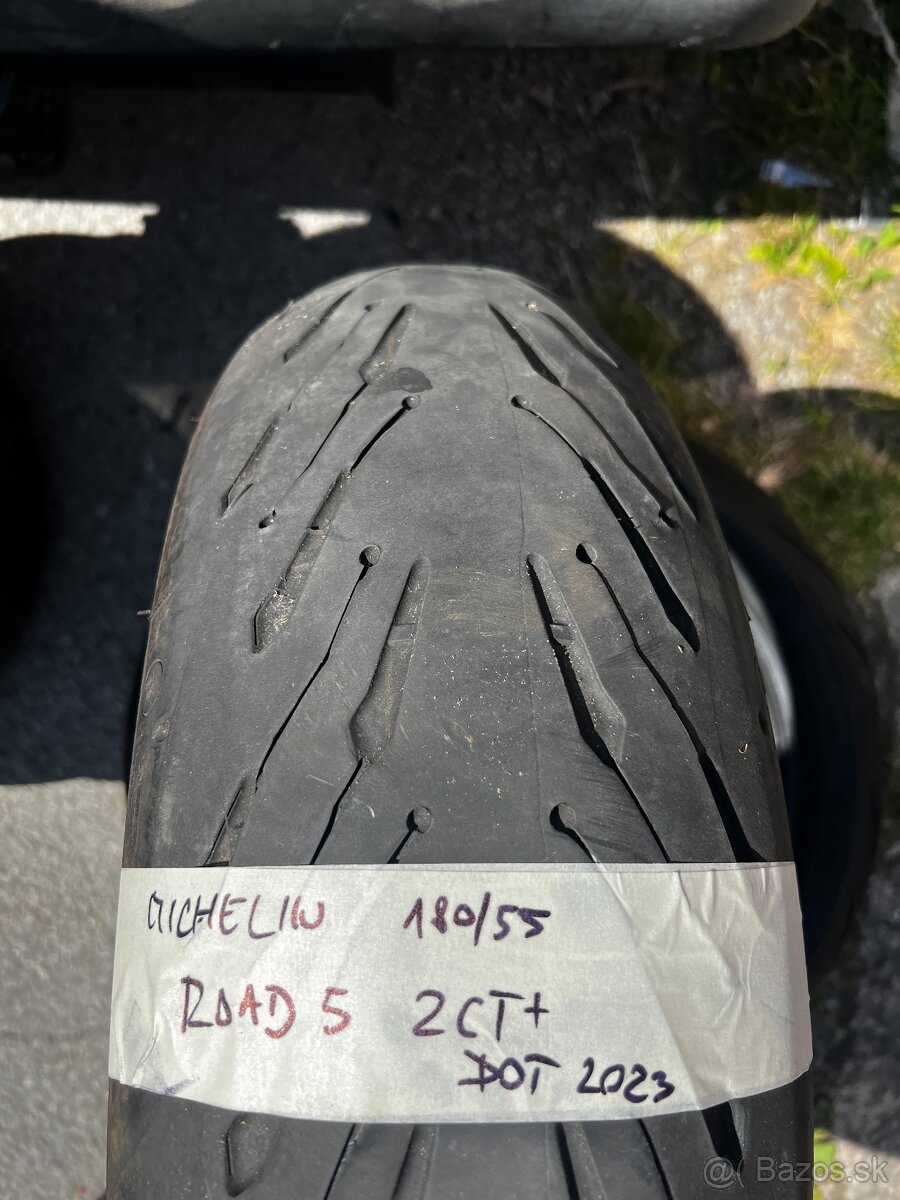 MICHELIN 180/55
ROAD 5 2CT+
DOT 2023
@ Bazos.sk